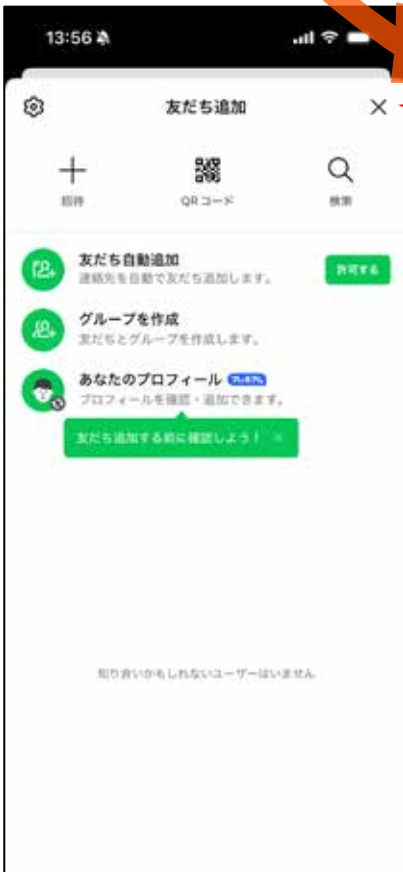 13:56
友だち追加
招待
QRコード
検索
友だち自動追加
連絡先を自動で友だち追加します。
許可する
グループを作成
友だちとグループを作成します。
あなたのプロフィール
プロフィールを確認・追加できます。
友だち追加する前に確認しよう！ ×
知り合いかもしれないユーザーはいません